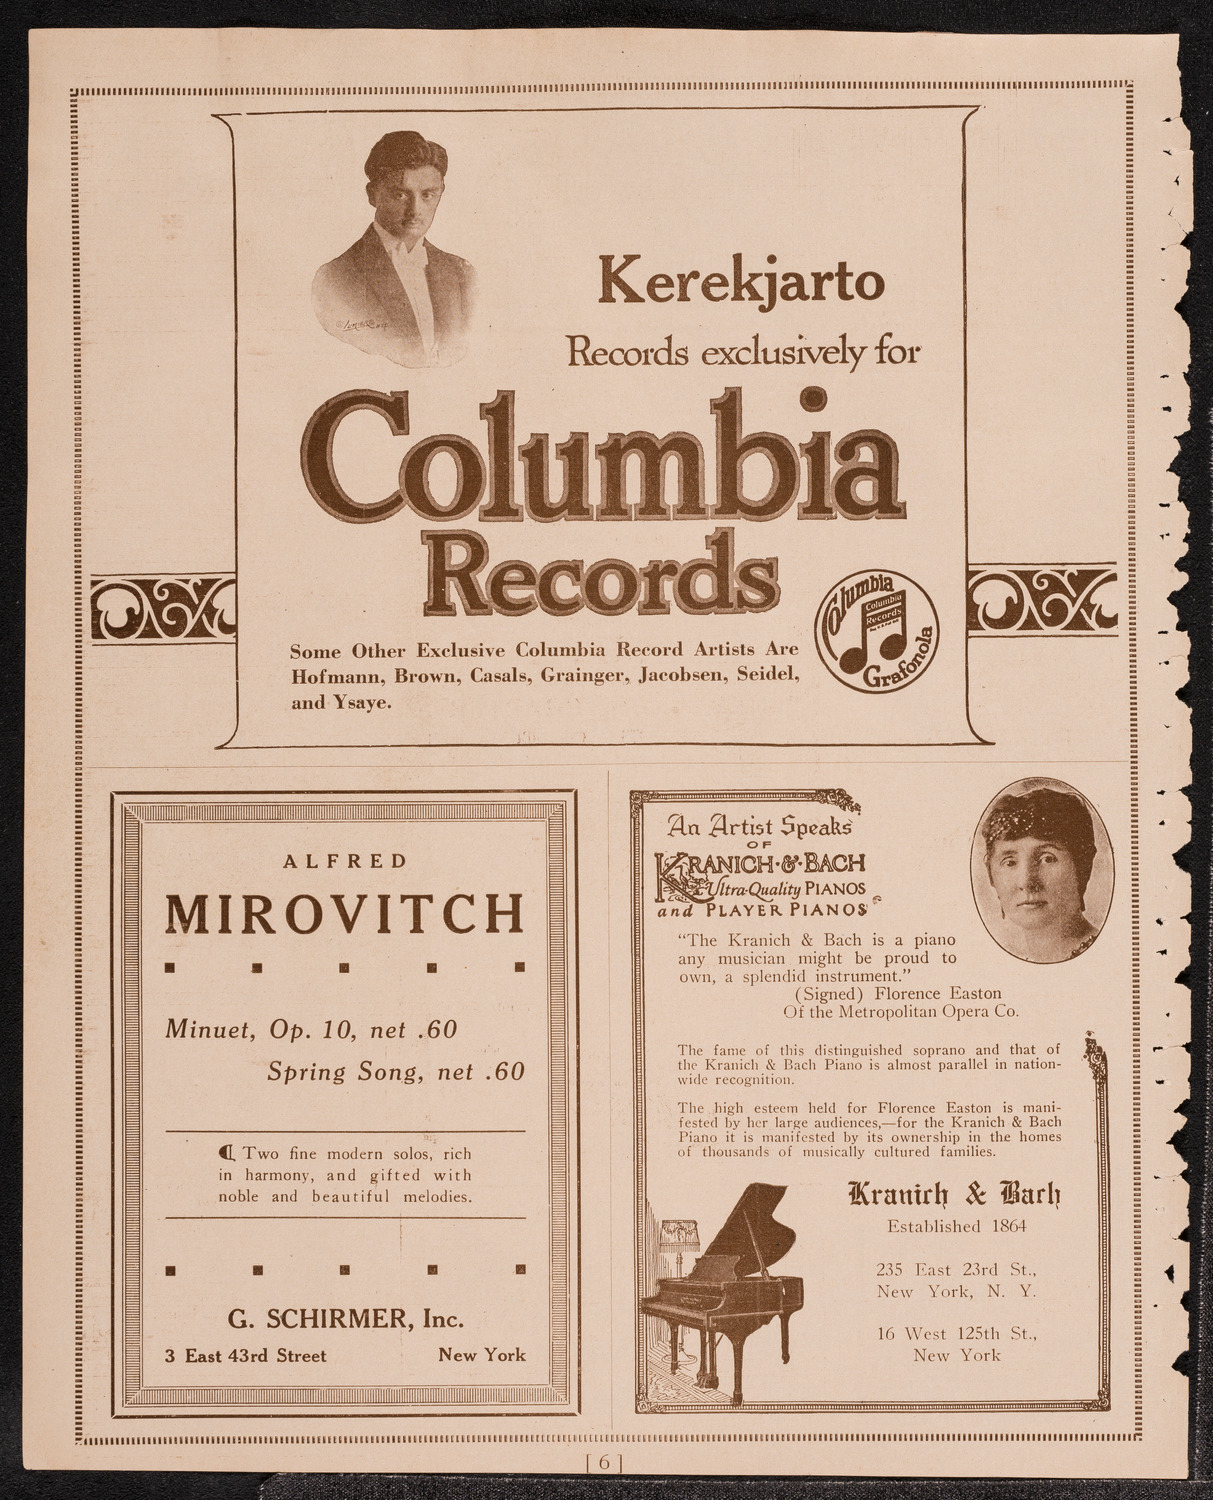 Kerekjarto
Records exclusively for
Columbia
Records
Some Other Exclusive Columbia Record Artists Are
Hofmann, Brown, Casals, Grainger, Jacobsen, Seidel,
and Ysaye.
Columbia
Columbia
Records
Grafonola
ALFRED
MIROVITCH
Minuet, Op. 10, net .60
Spring Song, net .60
¶ Two fine modern solos, rich
in harmony, and gifted with
noble and beautiful melodies.
G. SCHIRMER, Inc.
3 East 43rd Street New York
An Artist Speaks
OF
KRANICH·&·BACH
Ultra-Quality PIANOS
and PLAYER PIANOS
“The Kranich & Bach is a piano
any musician might be proud to
own, a splendid instrument.”
(Signed) Florence Easton
Of the Metropolitan Opera Co.
The fame of this distinguished soprano and that of
the Kranich & Bach Piano is almost parallel in nation-
wide recognition.
The high esteem held for Florence Easton is mani-
fested by her large audiences,—for the Kranich & Bach
Piano it is manifested by its ownership in the homes
of thousands of musically cultured families.
Kranich & Bach
Established 1864
235 East 23rd St.,
New York, N. Y.
16 West 125th St.,
New York
[ 6 ]